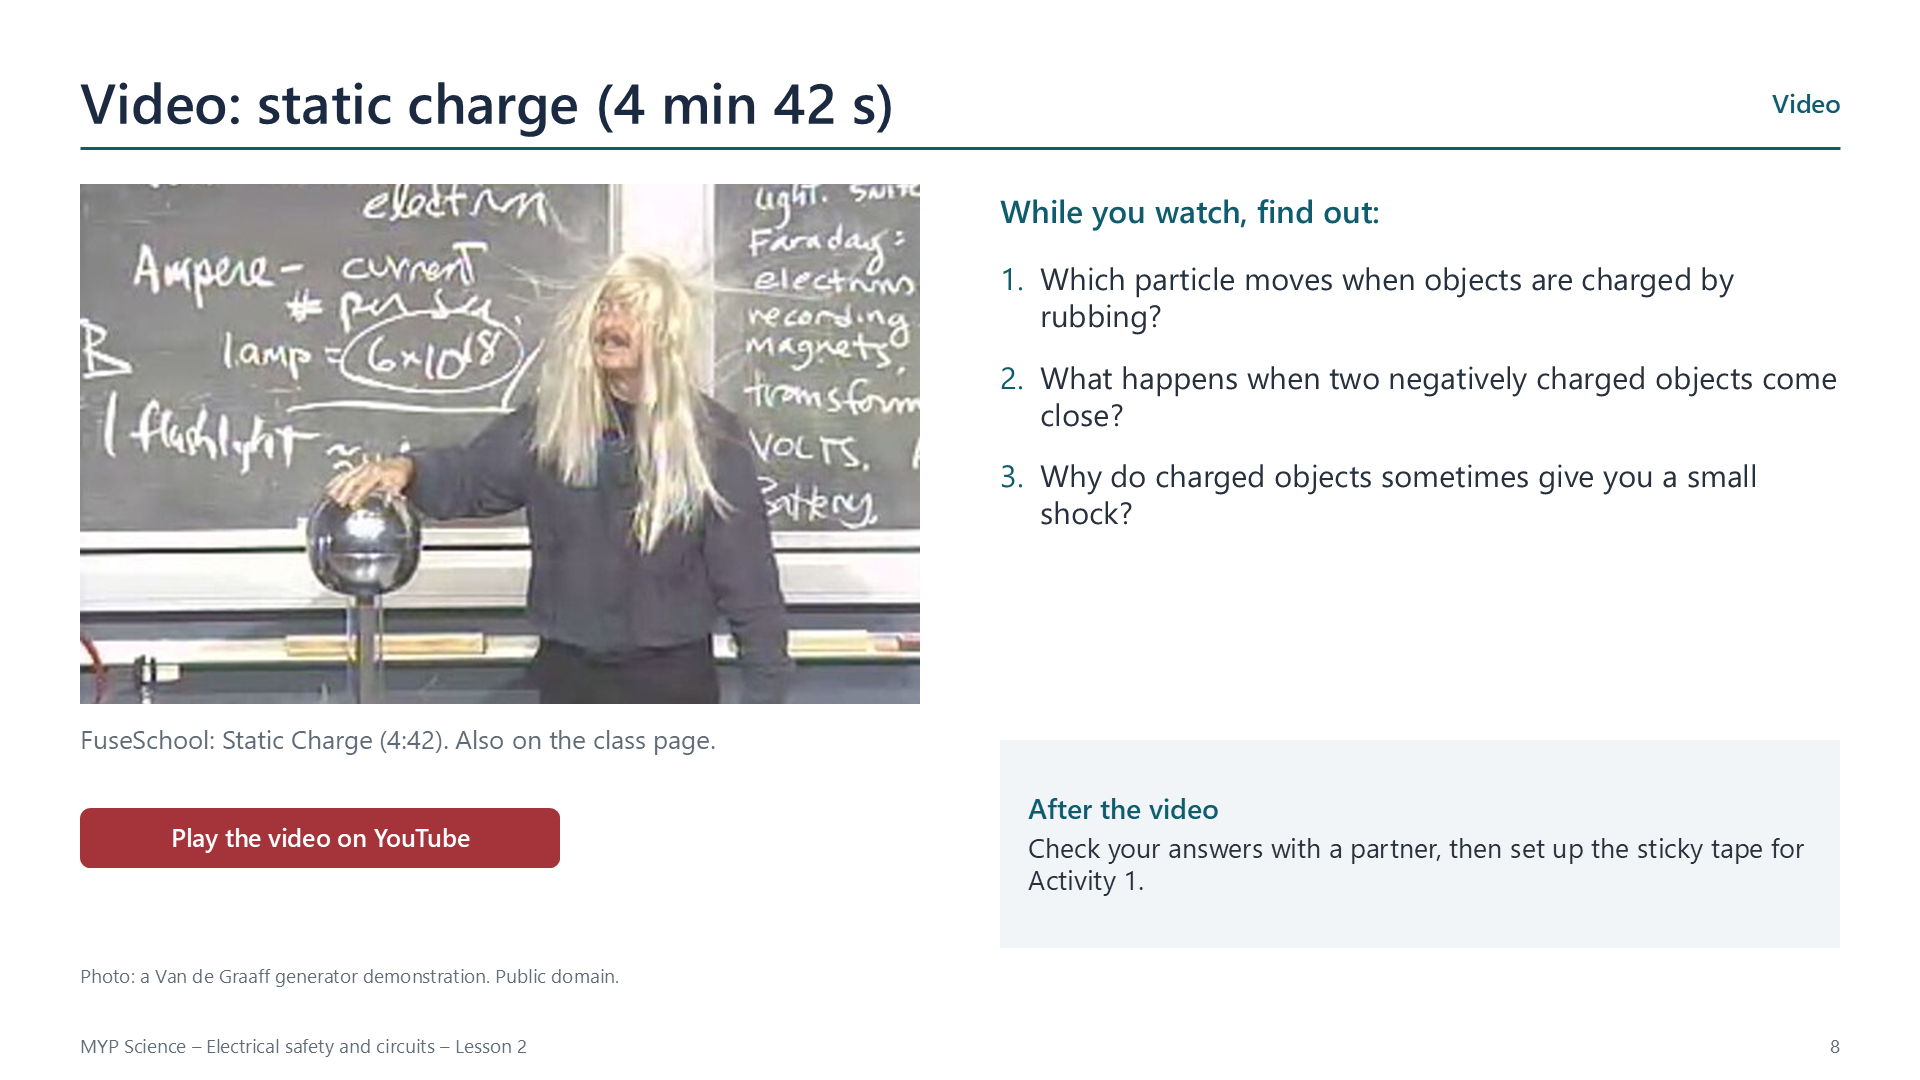 Video: static charge (4 min 42 s)
Video
electron
Ampere - current
# per sec.
1 amp = 6x10^18
B
1 flashlight ~
light.
Faraday:
electrons
recording
magnets,
transform
VOLTS.
Battery.
FuseSchool: Static Charge (4:42). Also on the class page.
Play the video on YouTube
Photo: a Van de Graaff generator demonstration. Public domain.
While you watch, find out:
1. Which particle moves when objects are charged by
rubbing?
2. What happens when two negatively charged objects come
close?
3. Why do charged objects sometimes give you a small
shock?
After the video
Check your answers with a partner, then set up the sticky tape for
Activity 1.
MYP Science – Electrical safety and circuits – Lesson 2
8